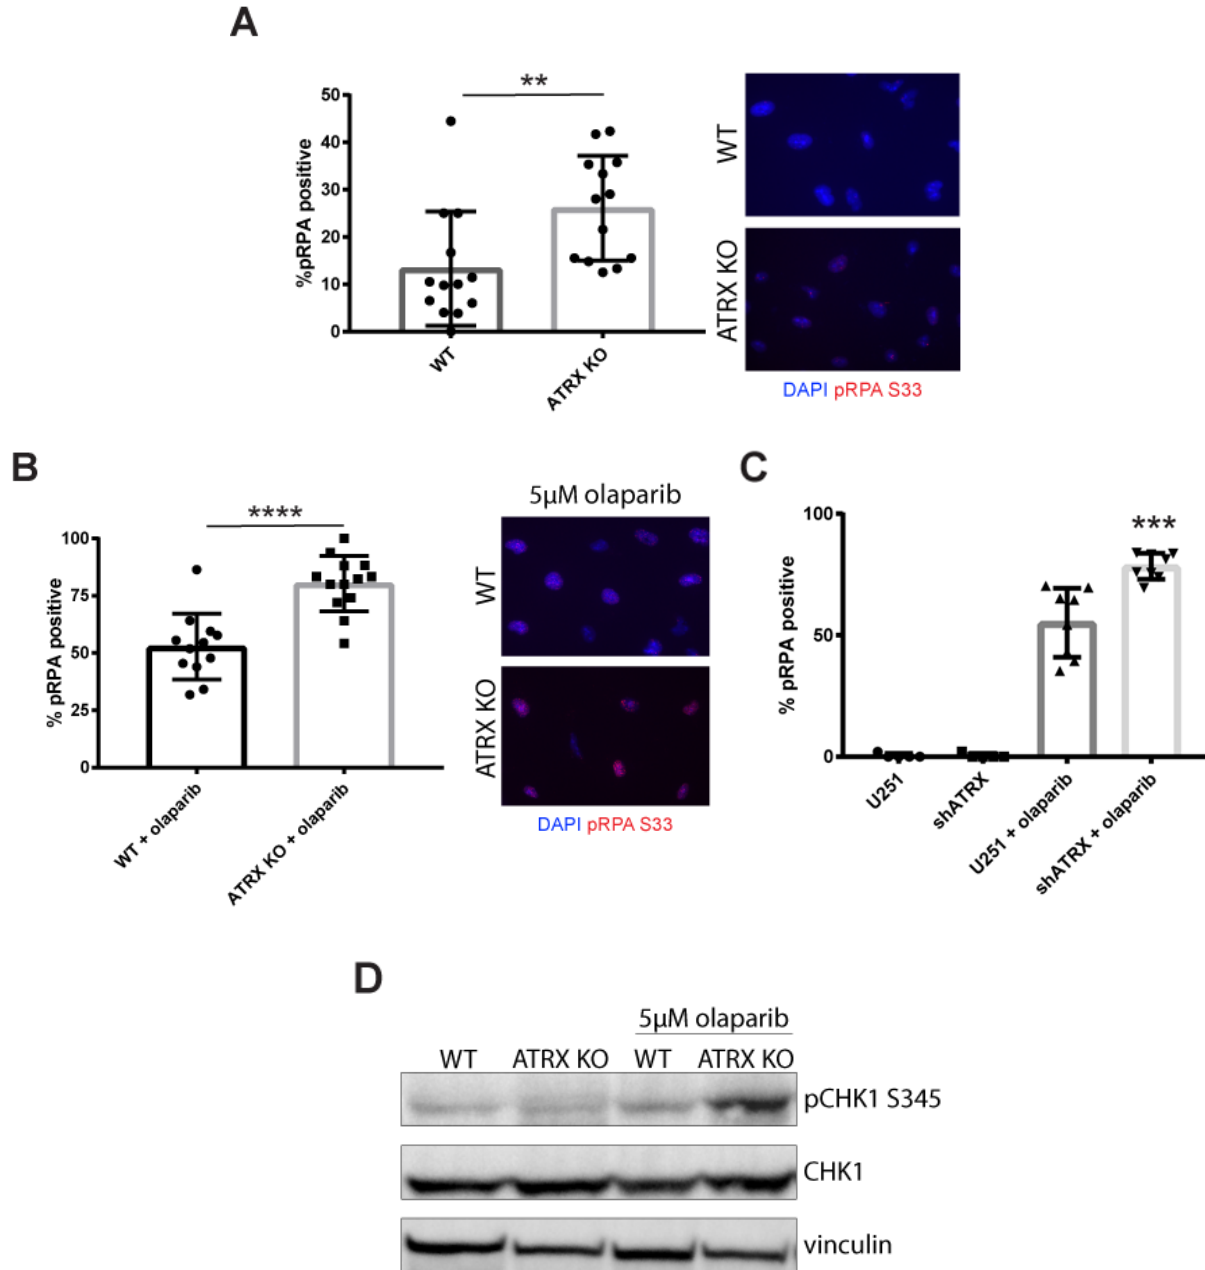 A
**
50
40
30
20
10
0
%pRPA positive
WT
ATRX KO
WT
ATRX KO
DAPI pRPA S33
B
****
100
75
50
25
0
% pRPA positive
WT + olaparib
ATRX KO + olaparib
5µM olaparib
WT
ATRX KO
DAPI pRPA S33
C
***
100
50
0
% pRPA positive
U251
shATRX
U251 + olaparib
shATRX + olaparib
D
5µM olaparib
WT ATRX KO WT ATRX KO
pCHK1 S345
CHK1
vinculin